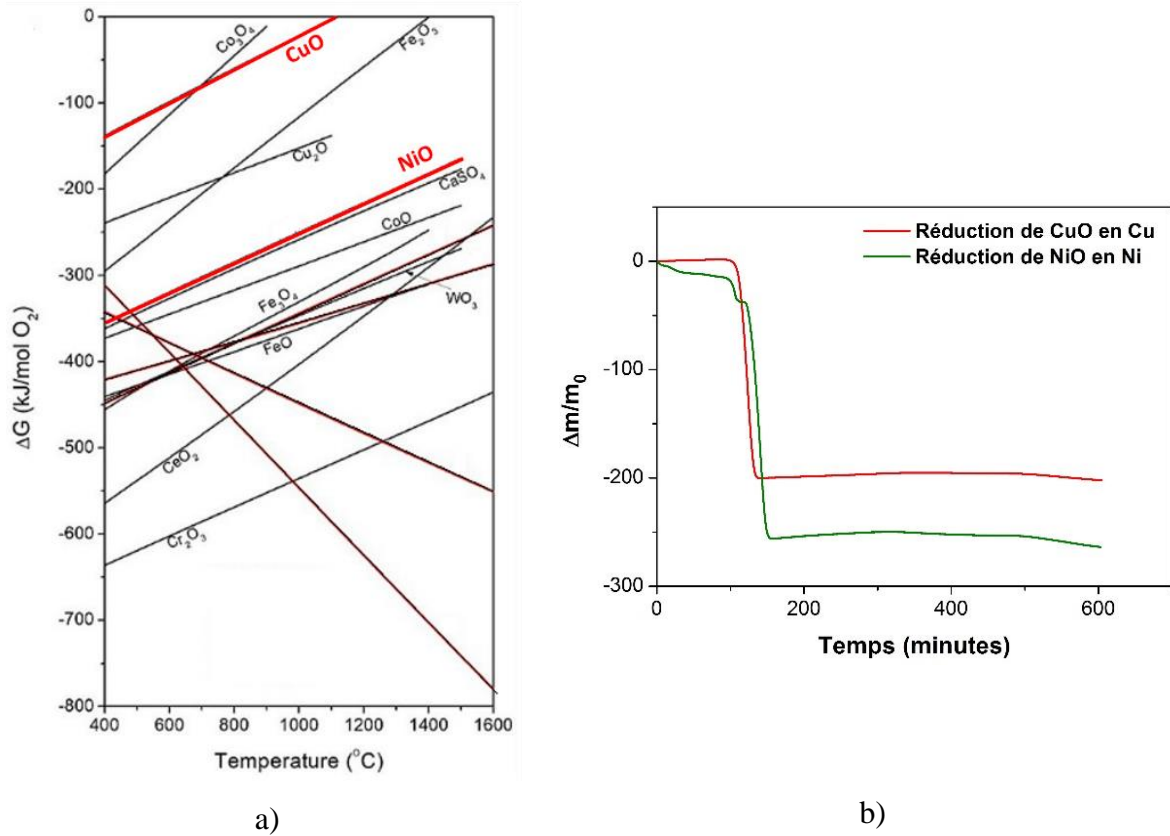 0
-100
-200
-300
-400
-500
-600
-700
-800
400
600
800
1000
1200
1400
1600
ΔG (kJ/mol O₂)
Temperature (°C)
Co₃O₄
CuO
Fe₂O₃
Cu₂O
NiO
CaSO₄
CoO
Fe₃O₄
WO₃
FeO
CeO₂
Cr₂O₃
a)
Réduction de CuO en Cu
Réduction de NiO en Ni
0
-100
-200
-300
0
200
400
600
Δm/m₀
Temps (minutes)
b)